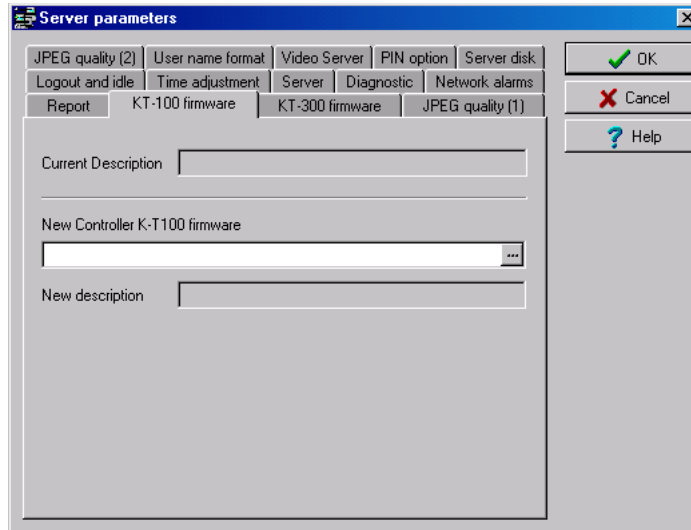 Server parameters
JPEG quality (2) User name format Video Server PIN option Server disk
Logout and idle Time adjustment Server Diagnostic Network alarms
Report KT-100 firmware KT-300 firmware JPEG quality (1)
OK
Cancel
Help
Current Description
New Controller K-T100 firmware
...
New description